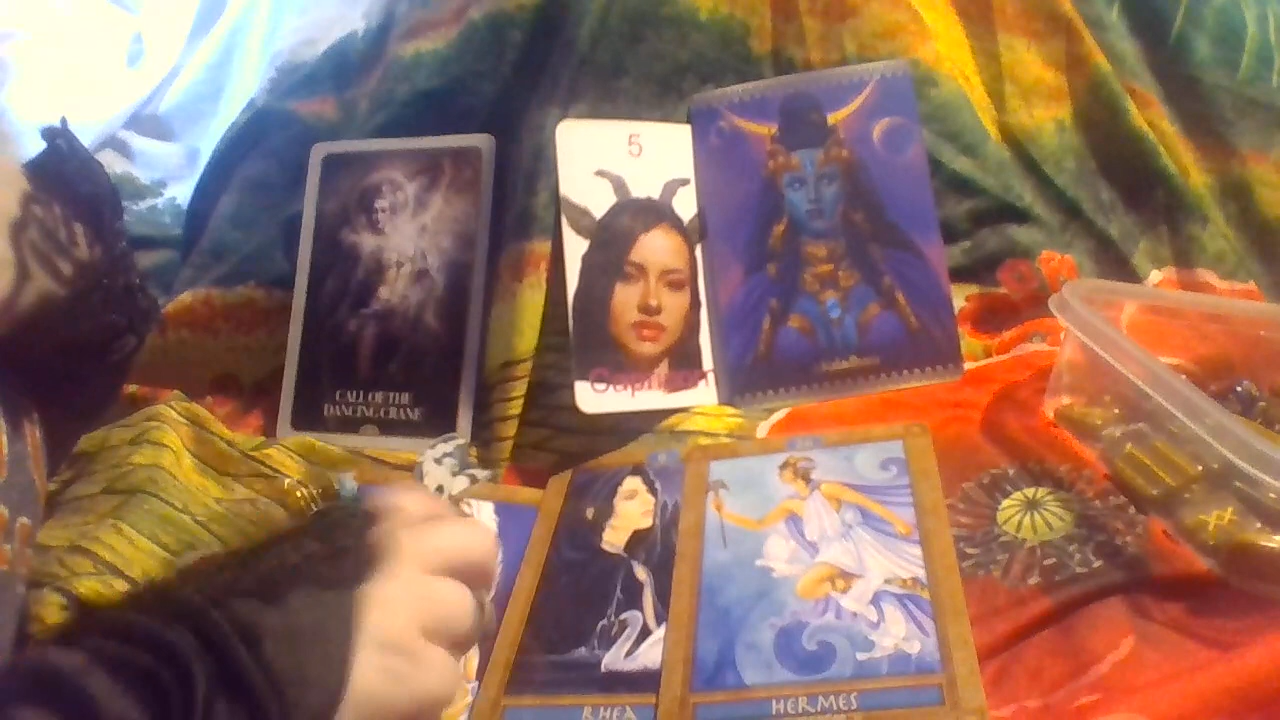 5
CALL OF THE
DANCING CRANE
Capricorn
RHEA
HERMES